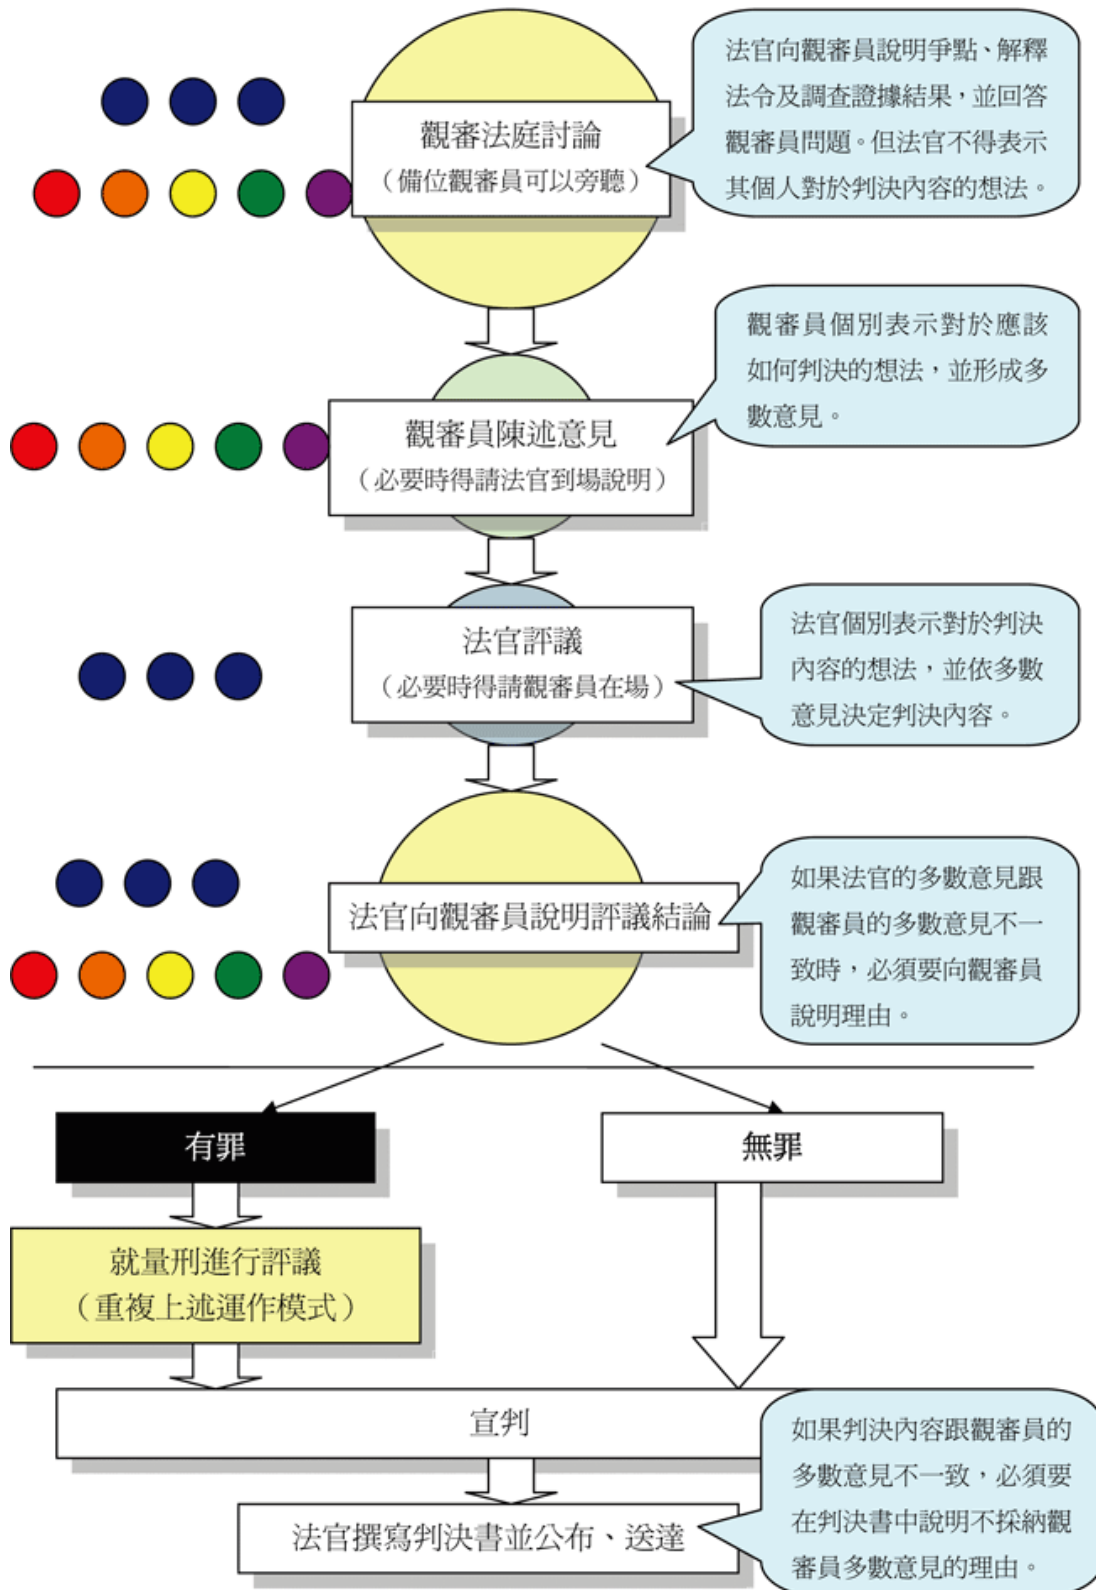 法官向觀審員說明爭點、解釋
法令及調查證據結果，並回答
觀審員問題。但法官不得表示
其個人對於判決內容的想法。
觀審法庭討論
（備位觀審員可以旁聽）
觀審員個別表示對於應該
如何判決的想法，並形成多
數意見。
觀審員陳述意見
（必要時得請法官到場說明）
法官個別表示對於判決
內容的想法，並依多數
意見決定判決內容。
法官評議
（必要時得請觀審員在場）
如果法官的多數意見跟
觀審員的多數意見不一
致時，必須要向觀審員
說明理由。
法官向觀審員說明評議結論
有罪
無罪
就量刑進行評議
（重複上述運作模式）
宣判
如果判決內容跟觀審員的
多數意見不一致，必須要
在判決書中說明不採納觀
審員多數意見的理由。
法官撰寫判決書並公布、送達